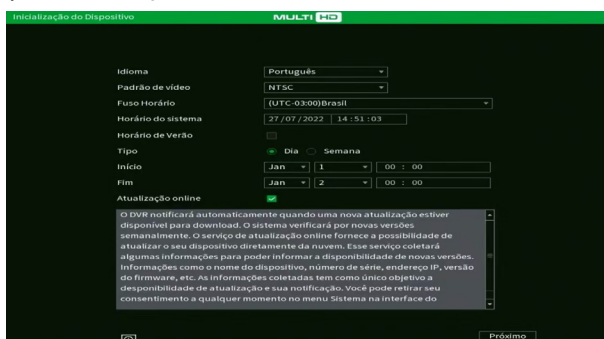 Inicialização do Dispositivo MULTI HD
Idioma Português
Padrão de vídeo NTSC
Fuso Horário (UTC-03:00)Brasil
Horário do sistema 27/07/2022 14:51:03
Horário de Verão
Tipo Dia Semana
Início Jan 1 00 : 00
Fim Jan 2 00 : 00
Atualização online
O DVR notificará automaticamente quando uma nova atualização estiver
disponível para download. O sistema verificará por novas versões
semanalmente. O serviço de atualização online fornece a possibilidade de
atualizar o seu dispositivo diretamente da nuvem. Esse serviço coletará
algumas informações para poder informar a disponibilidade de novas versões.
Informações como o nome do dispositivo, número de série, endereço IP, versão
do firmware, etc. As informações coletadas tem como único objetivo a
desponibilidade de atualização e sua notificação. Você pode retirar seu
consentimento a qualquer momento no menu Sistema na interface do
Próximo